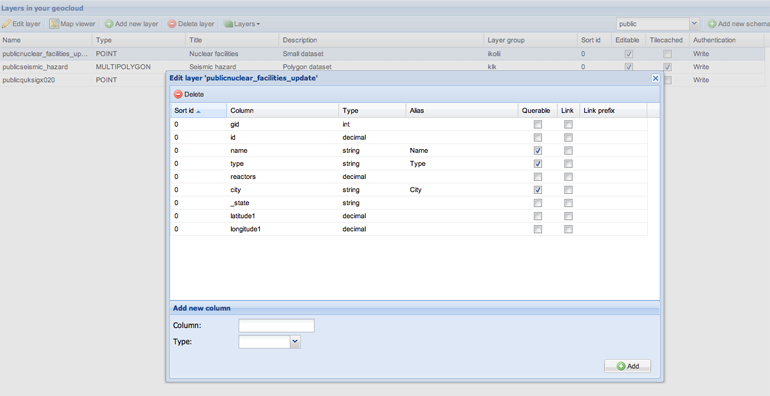 Layers in your geocloud
Edit layer Map viewer Add new layer Delete layer Layers public Add new schema
Name Type Title Description Layer group Sort id Editable Tilecached Authentication
publicnuclear_facilities_up... POINT Nuclear facilities Small dataset ikolli 0 Write
publicseismic_hazard MULTIPOLYGON Seismic hazard Polygon dataset klk 0 Write
publicquksigx020 POINT Write
Edit layer 'publicnuclear_facilities_update'
Delete
Sort id Column Type Alias Querable Link Link prefix
0 gid int
0 id decimal
0 name string Name
0 type string Type
0 reactors decimal
0 city string City
0 _state string
0 latitude1 decimal
0 longitude1 decimal
Add new column
Column:
Type:
Add